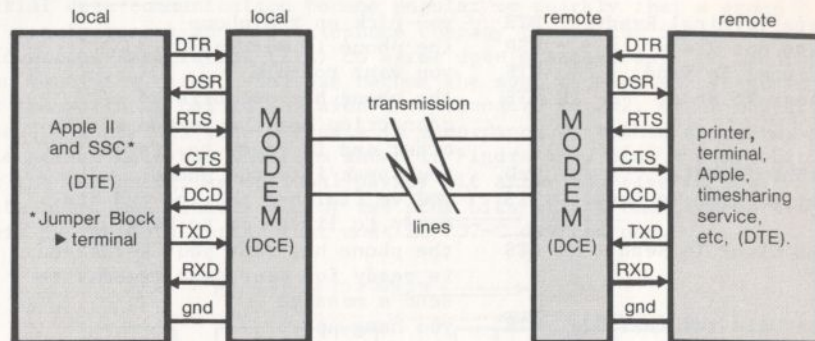 local
local
remote
remote
DTR
DSR
RTS
CTS
DCD
TXD
RXD
gnd
Apple II
and SSC*
(DTE)
*Jumper Block
▶ terminal
MODEM
(DCE)
transmission
lines
MODEM
(DCE)
DTR
DSR
RTS
CTS
DCD
TXD
RXD
gnd
printer,
terminal,
Apple,
timesharing
service,
etc, (DTE).